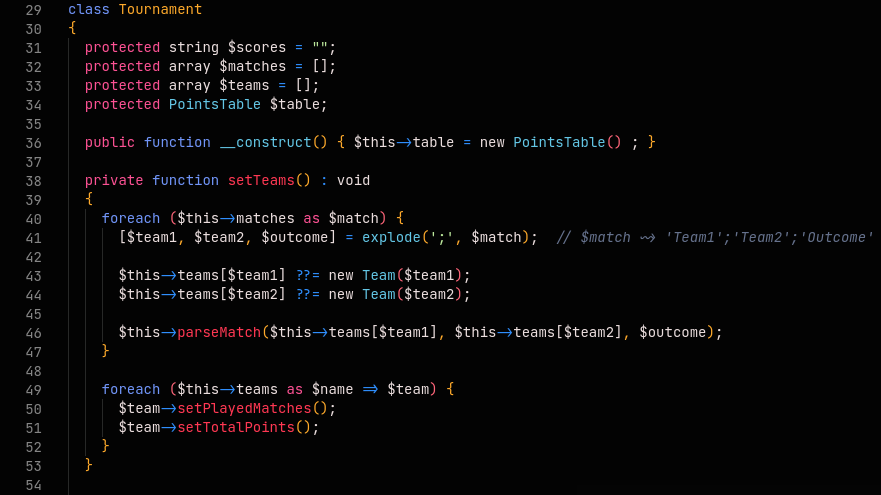 29 class Tournament
30 {
31 protected string $scores = "";
32 protected array $matches = [];
33 protected array $teams = [];
34 protected PointsTable $table;
35
36 public function __construct() { $this->table = new PointsTable() ; }
37
38 private function setTeams() : void
39 {
40 foreach ($this->matches as $match) {
41 [$team1, $team2, $outcome] = explode(';', $match); // $match ~> 'Team1';'Team2';'Outcome'
42
43 $this->teams[$team1] ??= new Team($team1);
44 $this->teams[$team2] ??= new Team($team2);
45
46 $this->parseMatch($this->teams[$team1], $this->teams[$team2], $outcome);
47 }
48
49 foreach ($this->teams as $name => $team) {
50 $team->setPlayedMatches();
51 $team->setTotalPoints();
52 }
53 }
54